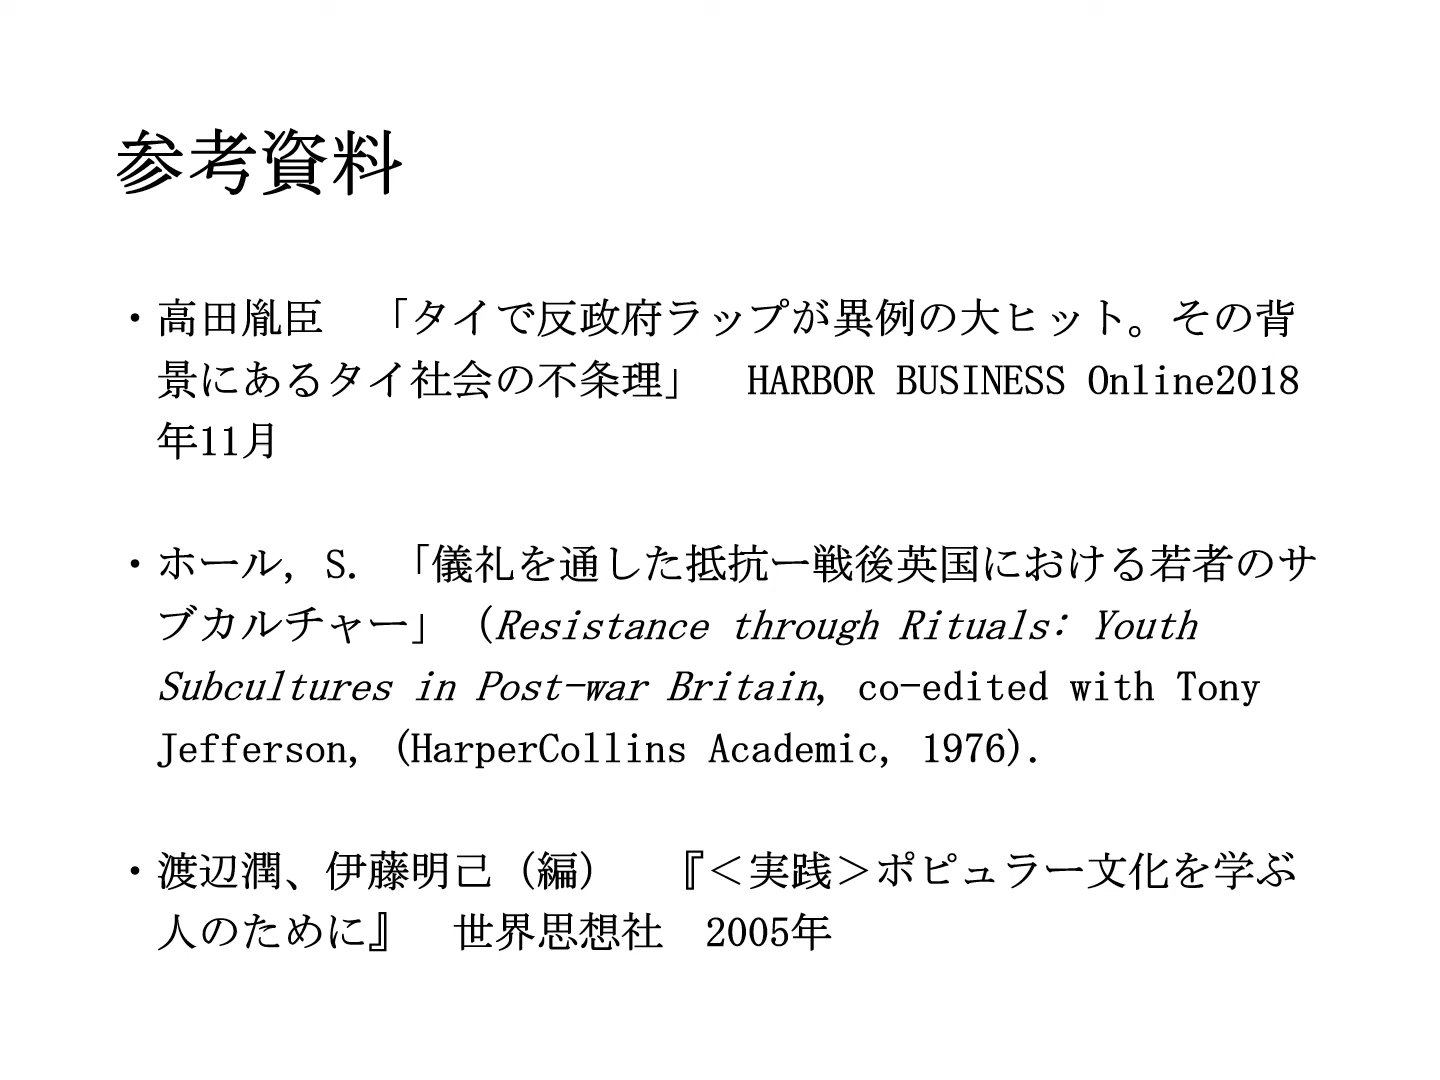 参考資料
・高田胤臣　「タイで反政府ラップが異例の大ヒット。その背
景にあるタイ社会の不条理」　HARBOR BUSINESS Online2018
年11月
・ホール, S. 「儀礼を通した抵抗ー戦後英国における若者のサ
ブカルチャー」 (Resistance through Rituals: Youth
Subcultures in Post-war Britain, co-edited with Tony
Jefferson, (HarperCollins Academic, 1976).
・渡辺潤、伊藤明己 (編)　『＜実践＞ポピュラー文化を学ぶ
人のために』　世界思想社　2005年